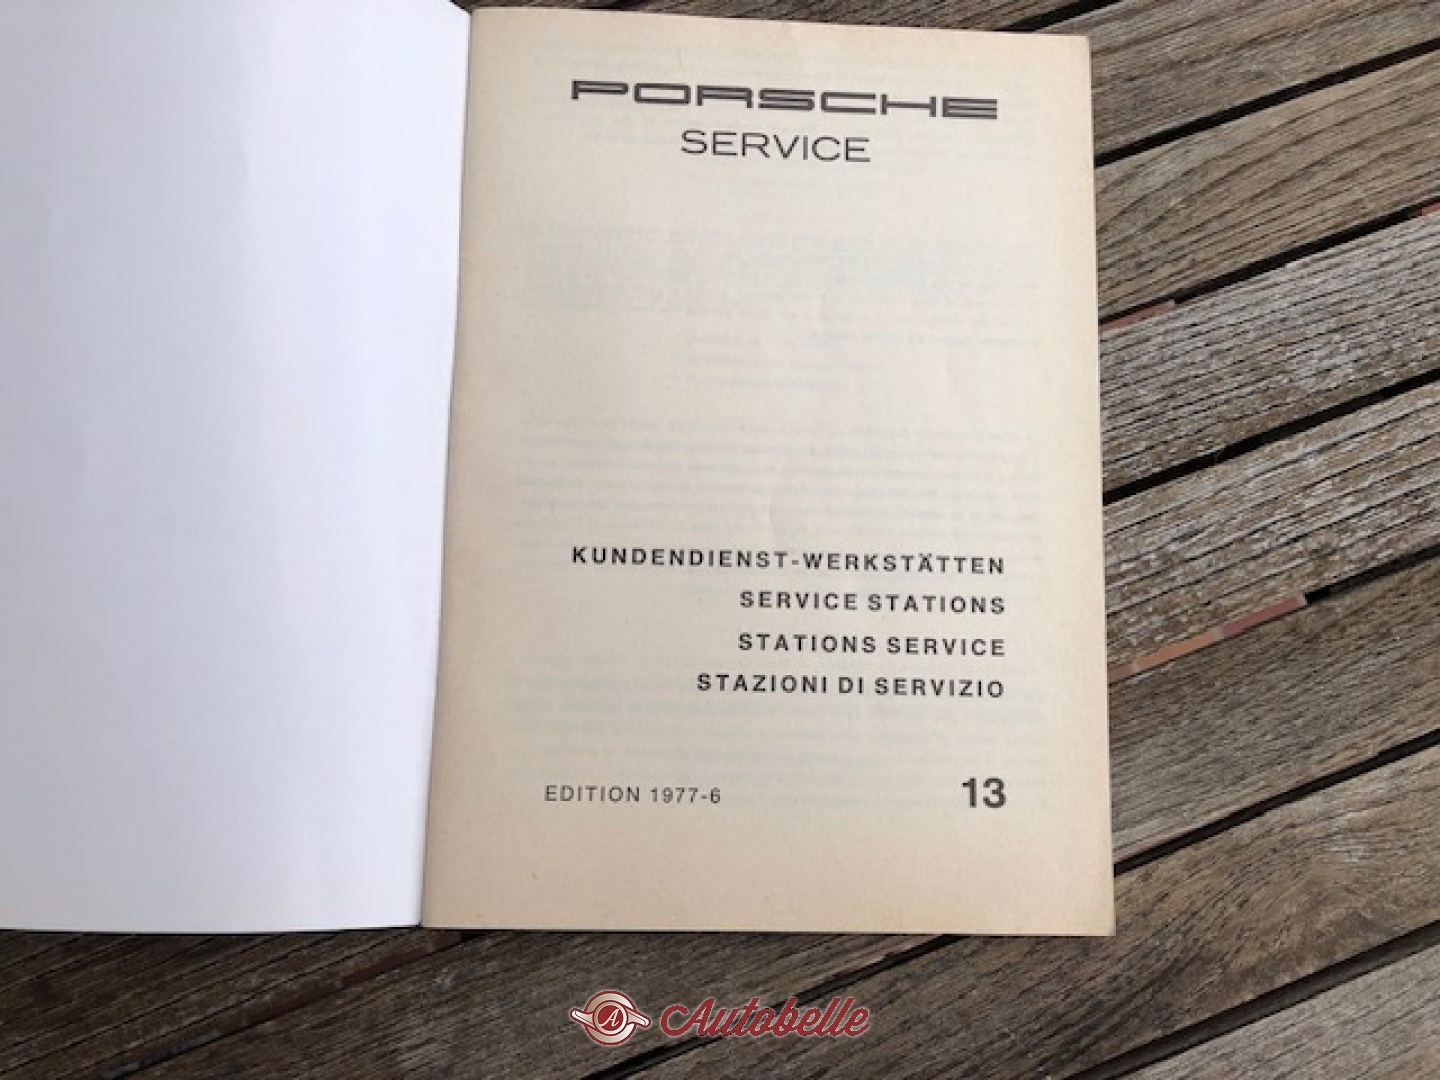 PORSCHE
SERVICE
KUNDENDIENST-WERKSTÄTTEN
SERVICE STATIONS
STATIONS SERVICE
STAZIONI DI SERVIZIO
EDITION 1977-6
13
A Autobelle